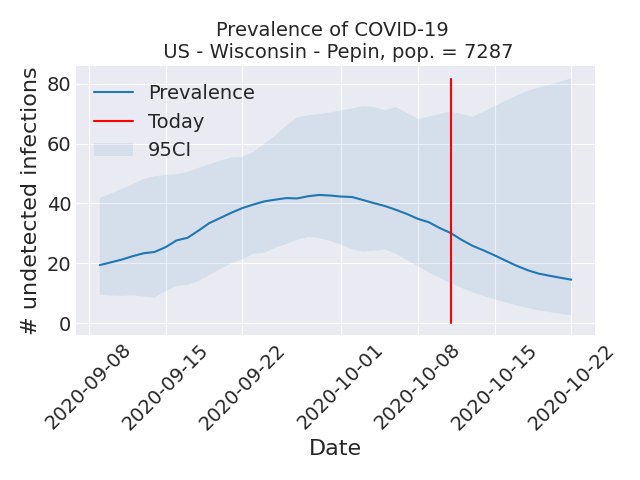 Prevalence of COVID-19
US - Wisconsin - Pepin, pop. = 7287
# undetected infections
80
60
40
20
0
Prevalence
Today
95CI
2020-09-08
2020-09-15
2020-09-22
2020-10-01
2020-10-08
2020-10-15
2020-10-22
Date